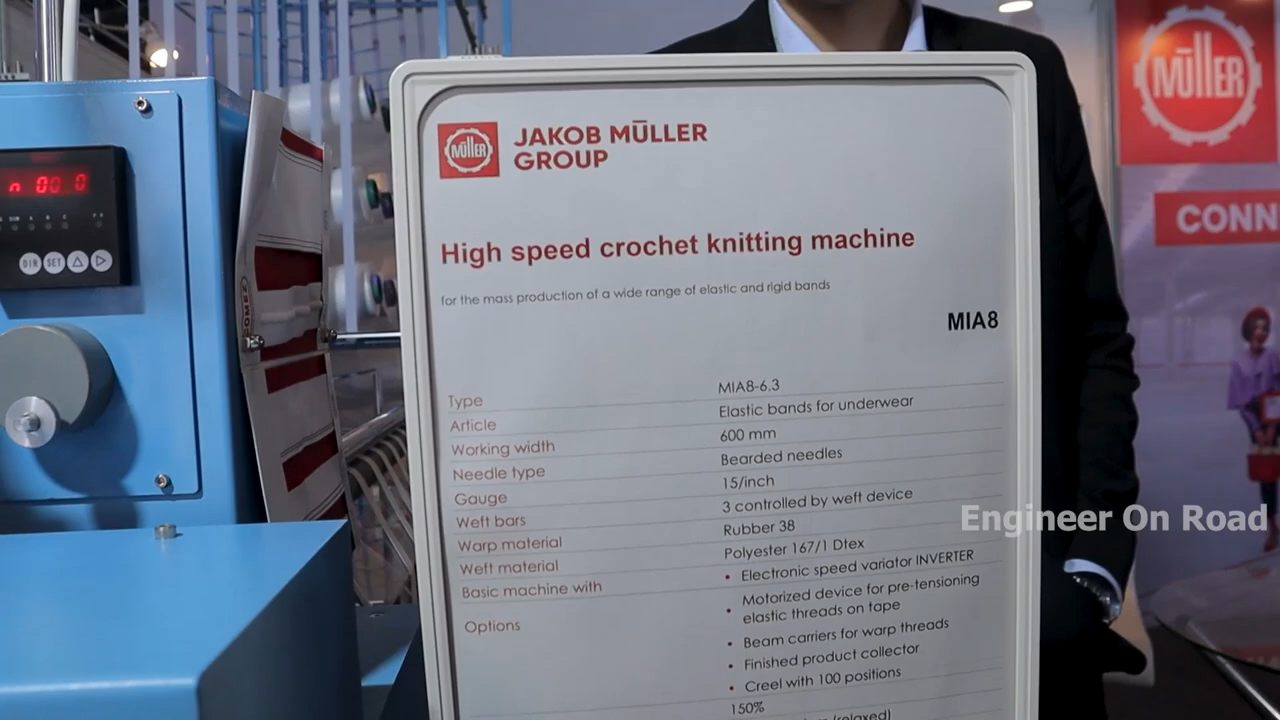 MÜLLER
JAKOB MÜLLER
GROUP
MÜLLER
CONN
High speed crochet knitting machine
for the mass production of a wide range of elastic and rigid bands
MIA8
Type MIA8-6.3
Article Elastic bands for underwear
Working width 600 mm
Needle type Bearded needles
Gauge 15/inch
Weft bars 3 controlled by weft device
Warp material Rubber 38
Weft material Polyester 167/1 Dtex
Basic machine with • Electronic speed variator INVERTER
Options • Motorized device for pre-tensioning
elastic threads on tape
• Beam carriers for warp threads
• Finished product collector
• Creel with 100 positions
150%
(relaxed)
n 00 0
DIR SET
COMEZ
Engineer On Road